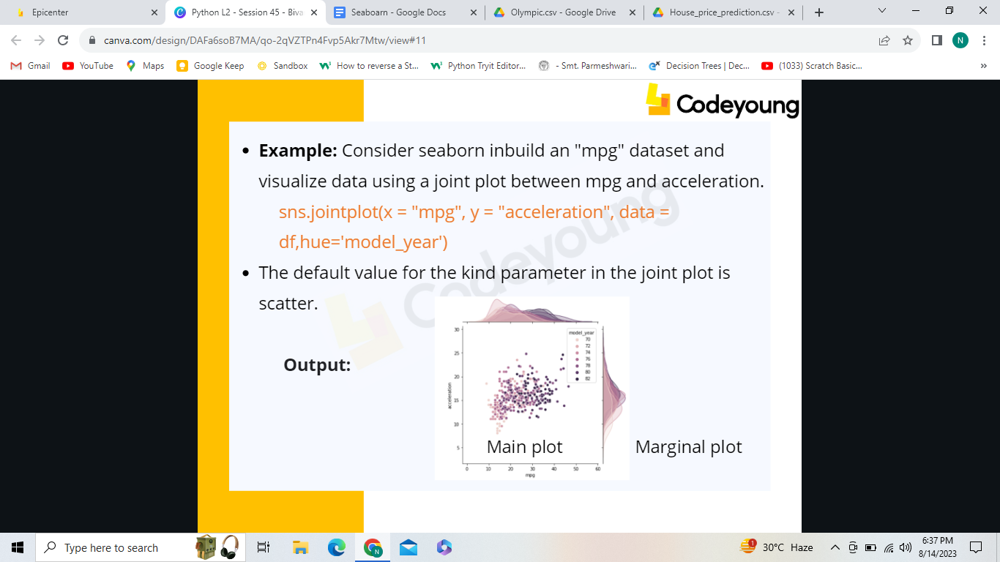 Epicenter
Python L2 - Session 45 - Biva
Seaboarn - Google Docs
Olympic.csv - Google Drive
House_price_prediction.csv -
canva.com/design/DAFa6soB7MA/qo-2qVZTPn4Fvp5Akr7Mtw/view#11
N
Gmail
YouTube
Maps
Google Keep
Sandbox
How to reverse a St...
Python Tryit Editor...
- Smt. Parmeshwari...
Decision Trees | Dec...
(1033) Scratch Basic...
»
Codeyoung
• Example: Consider seaborn inbuild an "mpg" dataset and
visualize data using a joint plot between mpg and acceleration.
sns.jointplot(x = "mpg", y = "acceleration", data =
df,hue='model_year')
• The default value for the kind parameter in the joint plot is
scatter.
Codeyoung
Output:
model_year
70
72
74
76
78
80
82
30
25
20
15
10
5
acceleration
0 10 20 30 40 50 60
mpg
Main plot
Marginal plot
Type here to search
N
1
30°C Haze
6:37 PM
8/14/2023